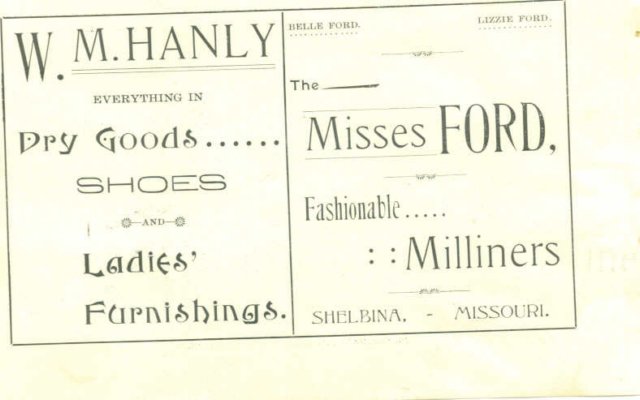 W. M. HANLY
EVERYTHING IN
Dry Goods......
SHOES
AND
Ladies'
Furnishings.
BELLE FORD. LIZZIE FORD.
The
Misses FORD,
Fashionable.....
: : Milliners
SHELBINA, - MISSOURI.